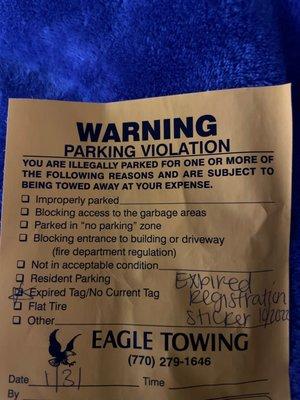 WARNING
PARKING VIOLATION
YOU ARE ILLEGALLY PARKED FOR ONE OR MORE OF
THE FOLLOWING REASONS AND ARE SUBJECT TO
BEING TOWED AWAY AT YOUR EXPENSE.
Improperly parked
Blocking access to the garbage areas
Parked in "no parking" zone
Blocking entrance to building or driveway
(fire department regulation)
Not in acceptable condition
Resident Parking
Expired Tag/No Current Tag
Flat Tire
Other
Expired
Registration
sticker 10/2022
EAGLE TOWING
(770) 279-1646
Date 1/31 Time
By